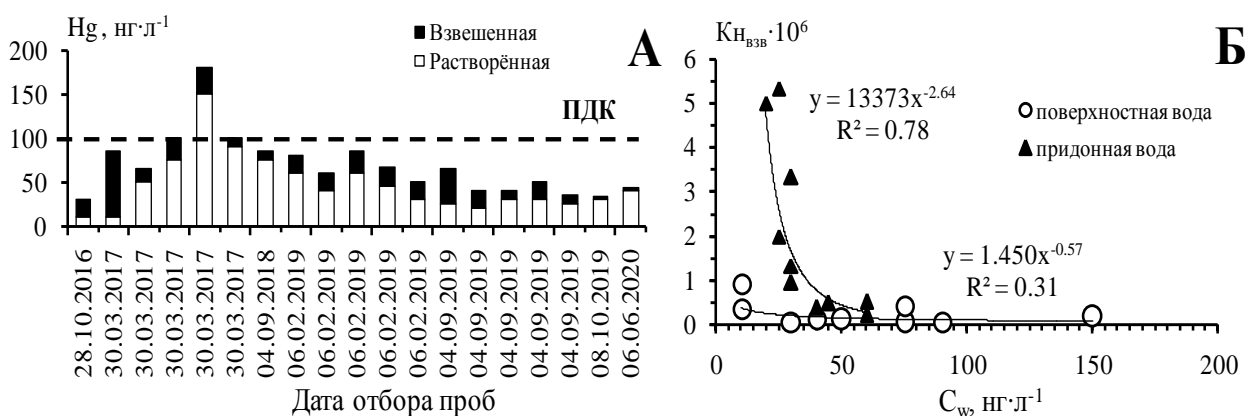 Hg, нг·л-1
Взвешенная
Растворённая
А
ПДК
200
150
100
50
0
28.10.2016
30.03.2017
30.03.2017
30.03.2017
30.03.2017
30.03.2017
04.09.2018
06.02.2019
06.02.2019
06.02.2019
06.02.2019
04.09.2019
04.09.2019
04.09.2019
04.09.2019
04.09.2019
04.09.2019
08.10.2019
06.06.2020
Дата отбора проб
Кнвзв·10⁶
Б
6
5
4
3
2
1
0
y = 13373x-2.64
R² = 0.78
поверхностная вода
придонная вода
y = 1.450x-0.57
R² = 0.31
0
50
100
150
200
Cw, нг·л-1